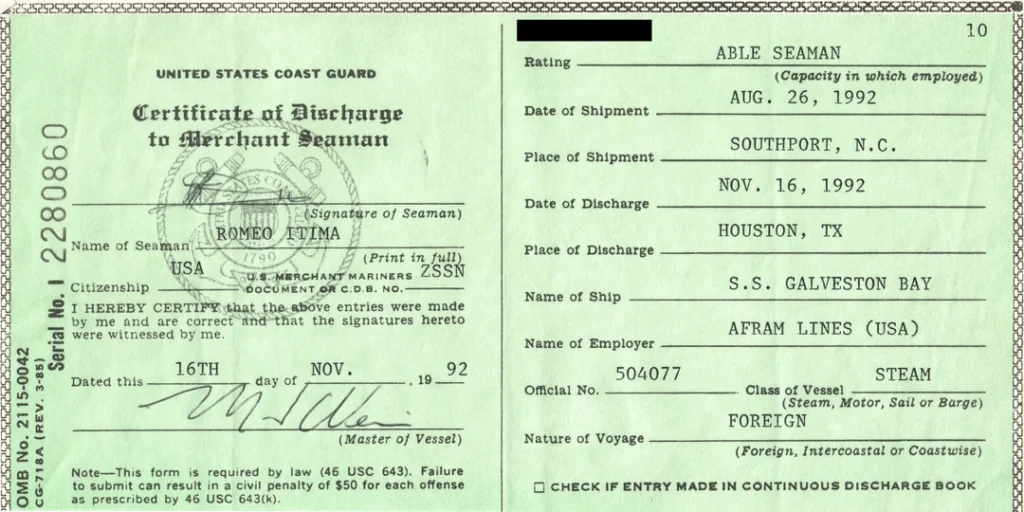 UNITED STATES COAST GUARD
Certificate of Discharge
to Merchant Seaman
(Signature of Seaman)
Name of Seaman ROMEO ITIMA
(Print in full)
Citizenship USA U.S. MERCHANT MARINERS DOCUMENT OR C.D.B. NO. ZSSN
I HEREBY CERTIFY that the above entries were made
by me and are correct and that the signatures hereto
were witnessed by me.
Dated this 16TH day of NOV. , 19 92
(Master of Vessel)
Note—This form is required by law (46 USC 643). Failure
to submit can result in a civil penalty of $50 for each offense
as prescribed by 46 USC 643(k).
Serial No. I 2280860
OMB No. 2115-0042
CG-718A (REV. 3-85)
1790
10
Rating ABLE SEAMAN
(Capacity in which employed)
Date of Shipment AUG. 26, 1992
Place of Shipment SOUTHPORT, N.C.
Date of Discharge NOV. 16, 1992
Place of Discharge HOUSTON, TX
Name of Ship S.S. GALVESTON BAY
Name of Employer AFRAM LINES (USA)
Official No. 504077 Class of Vessel STEAM
(Steam, Motor, Sail or Barge)
Nature of Voyage FOREIGN
(Foreign, Intercoastal or Coastwise)
☐ CHECK IF ENTRY MADE IN CONTINUOUS DISCHARGE BOOK